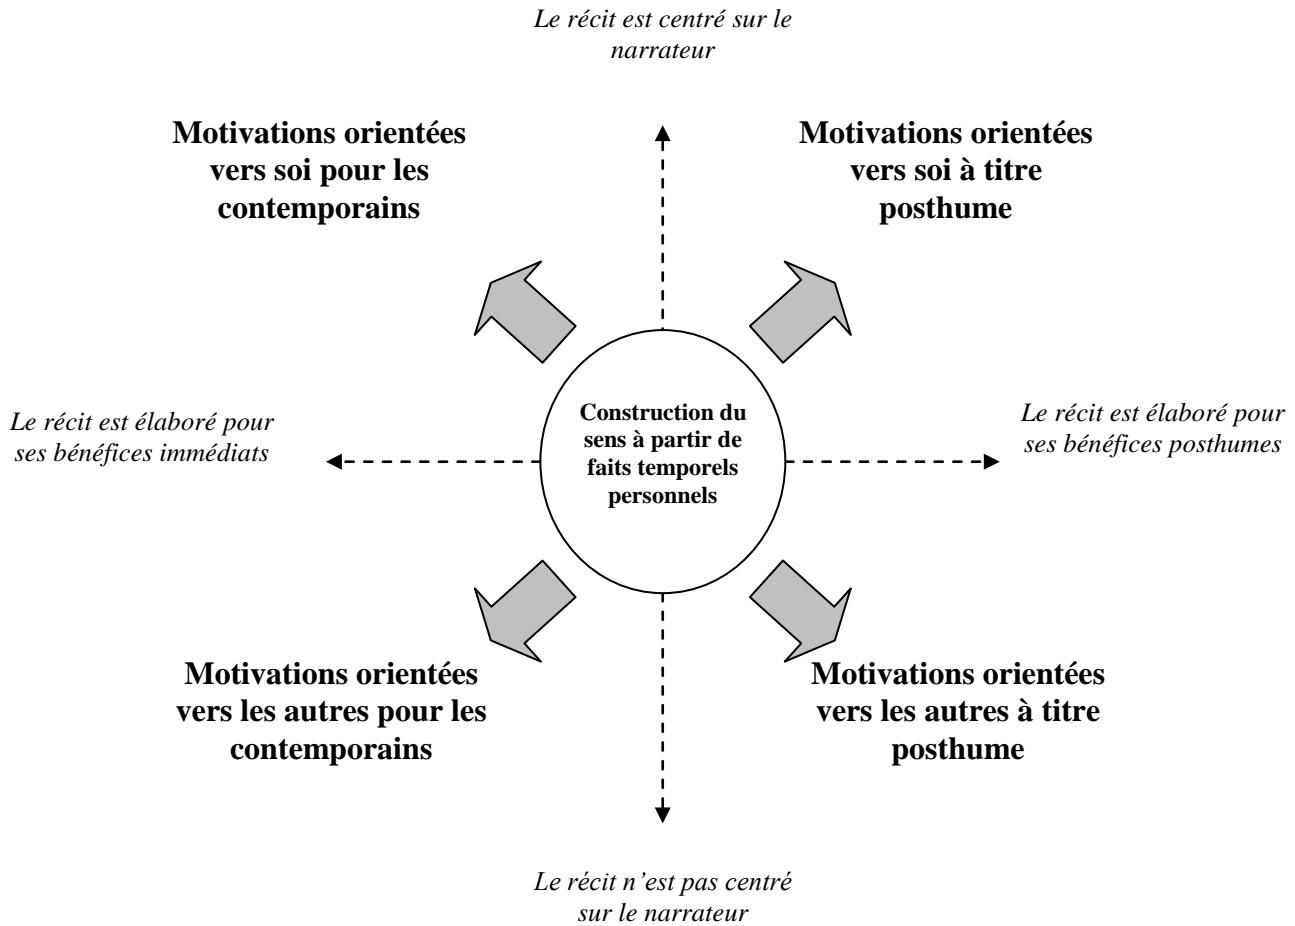 Le récit est centré sur le
narrateur
Motivations orientées
vers soi pour les
contemporains
Motivations orientées
vers soi à titre
posthume
Le récit est élaboré pour
ses bénéfices immédiats
Construction du
sens à partir de
faits temporels
personnels
Le récit est élaboré pour
ses bénéfices posthumes
Motivations orientées
vers les autres pour les
contemporains
Motivations orientées
vers les autres à titre
posthume
Le récit n’est pas centré
sur le narrateur